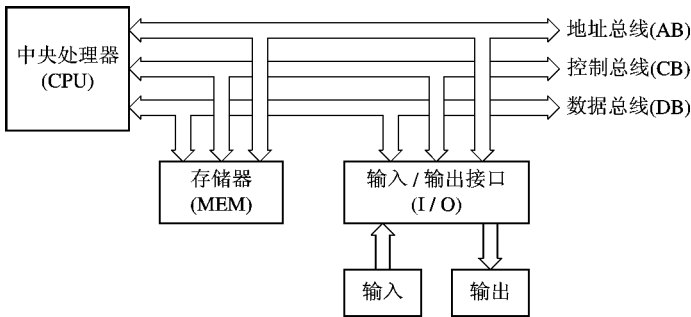 中央处理器
(CPU)
地址总线(AB)
控制总线(CB)
数据总线(DB)
存储器
(MEM)
输入 / 输出接口
(I / O)
输入
输出